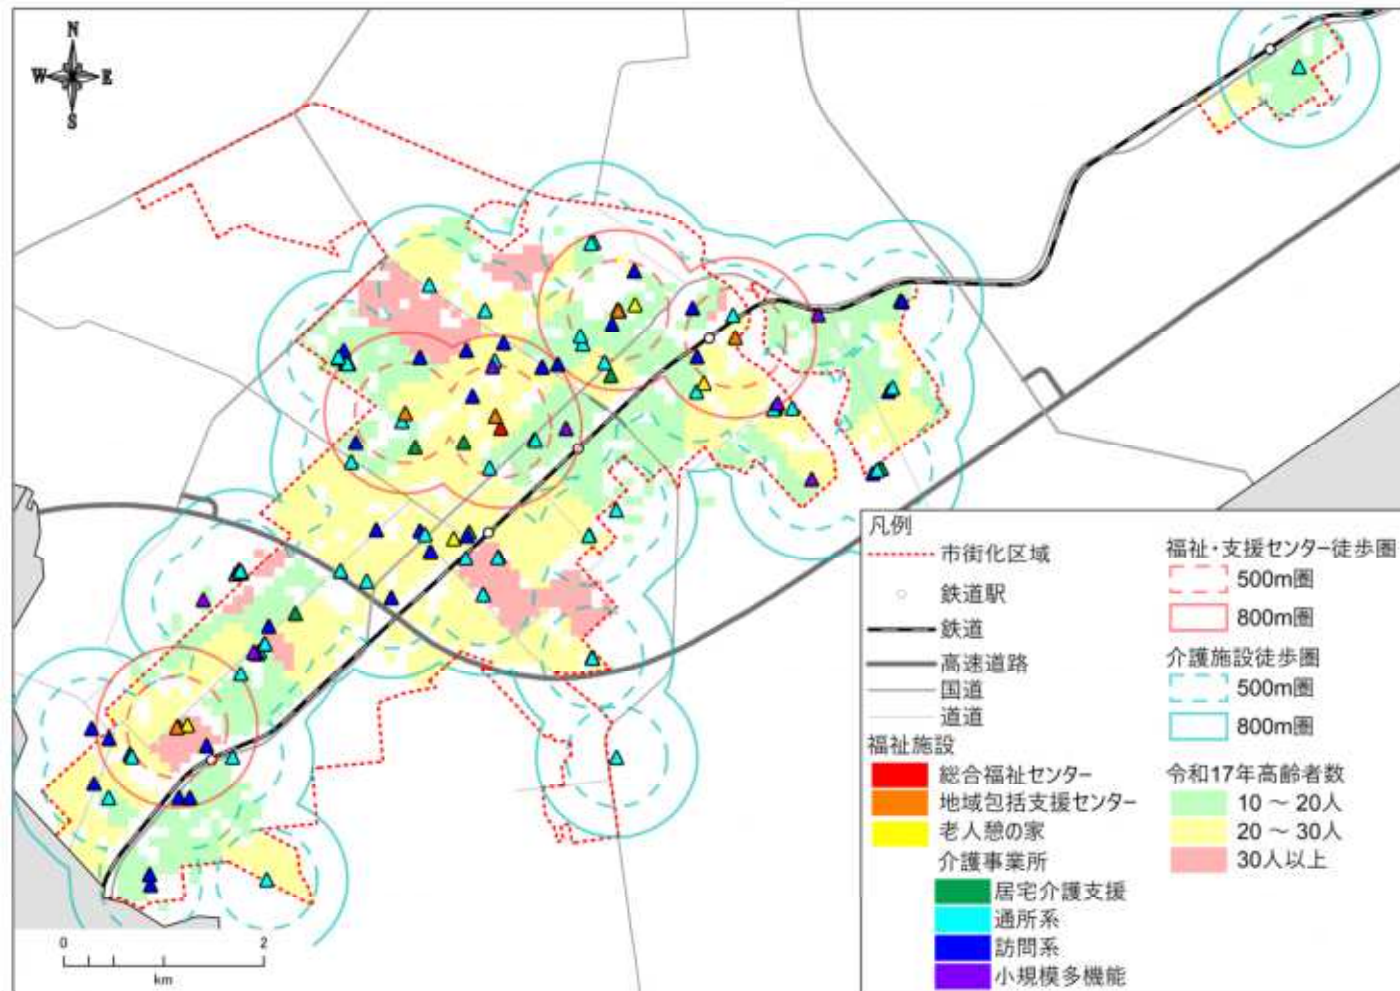 N
W E
S
凡例
市街化区域
鉄道駅
鉄道
高速道路
国道
道道
福祉施設
総合福祉センター
地域包括支援センター
老人憩の家
介護事業所
居宅介護支援
通所系
訪問系
小規模多機能
福祉・支援センター徒歩圏
500m圏
800m圏
介護施設徒歩圏
500m圏
800m圏
令和17年高齢者数
10 ～ 20人
20 ～ 30人
30人以上
0 2
km